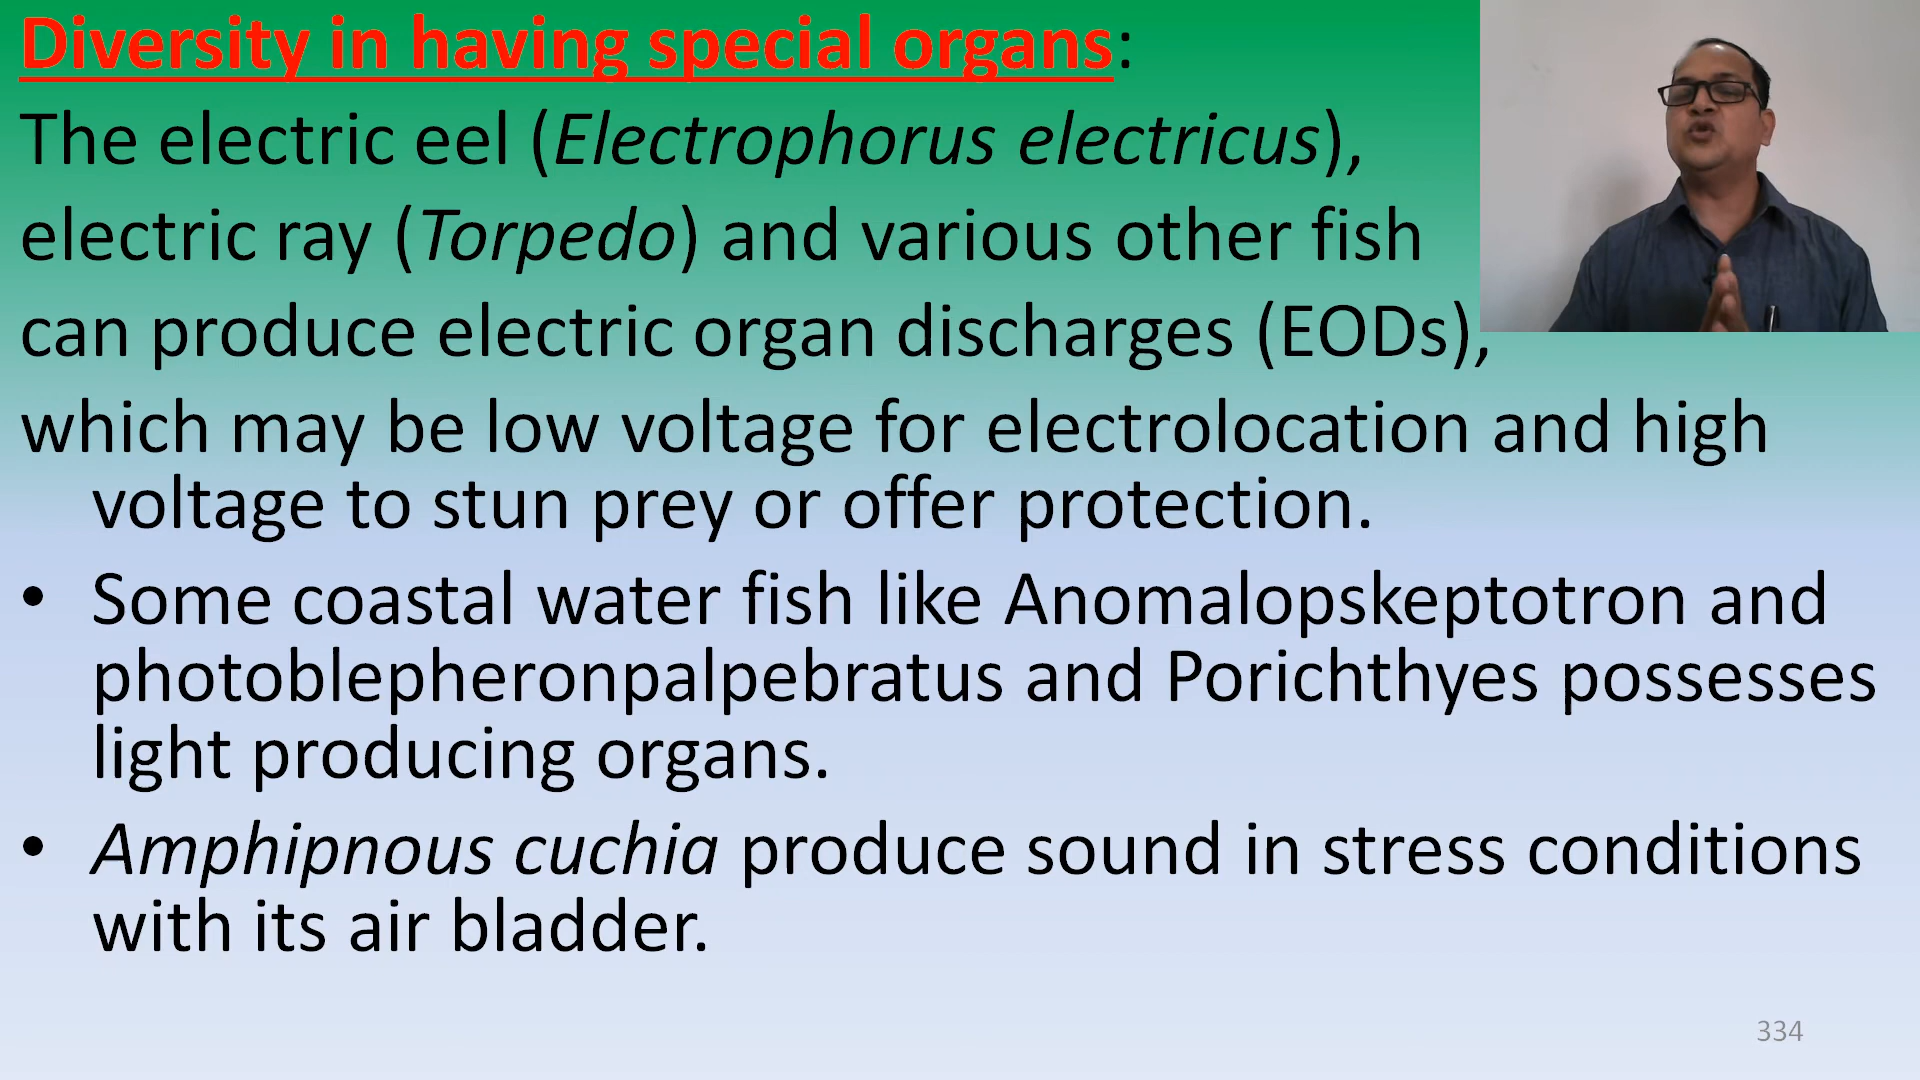 Diversity in having special organs:
The electric eel (Electrophorus electricus),
electric ray (Torpedo) and various other fish
can produce electric organ discharges (EODs),
which may be low voltage for electrolocation and high
voltage to stun prey or offer protection.
• Some coastal water fish like Anomalopskeptotron and
photoblepheronpalpebratus and Porichthyes possesses
light producing organs.
• Amphipnous cuchia produce sound in stress conditions
with its air bladder.
334